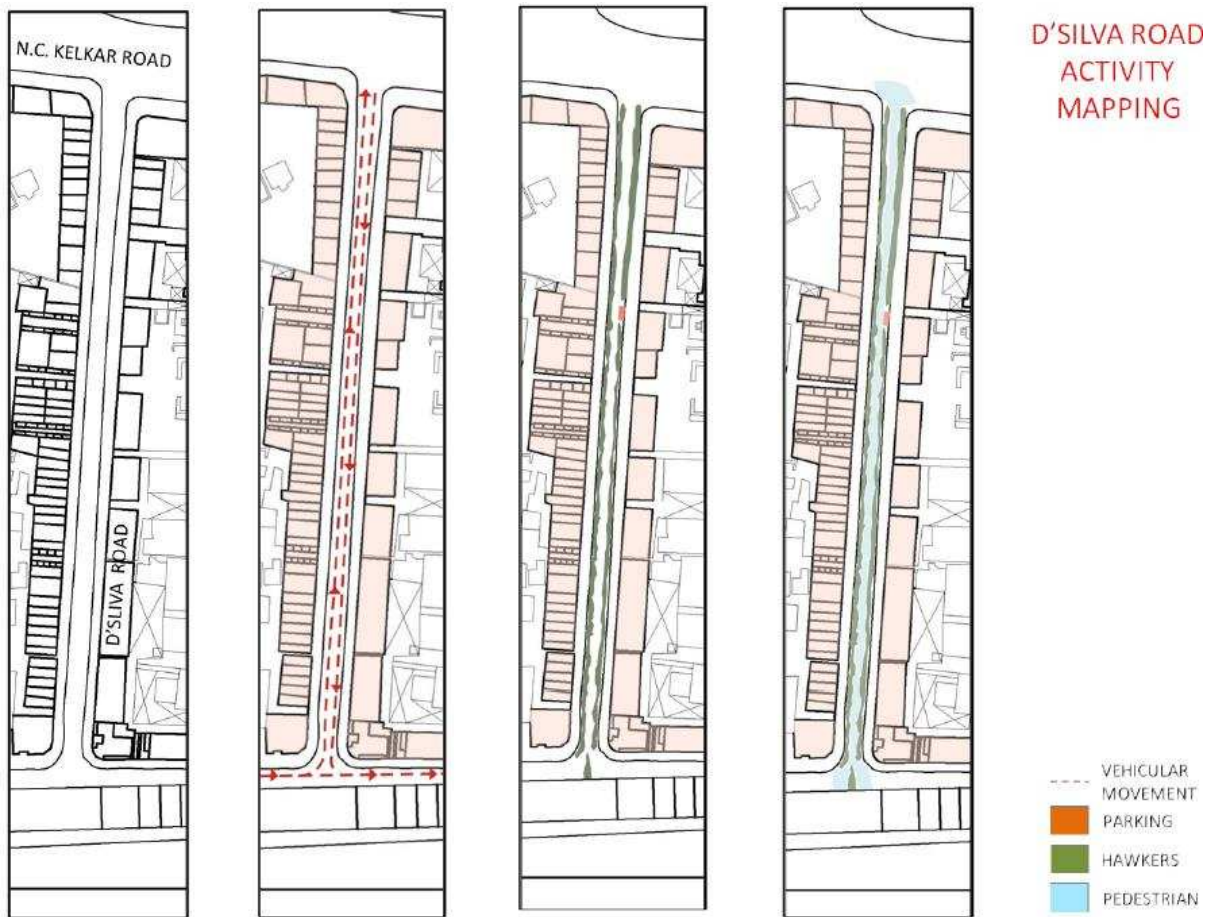 N.C. KELKAR ROAD
D'SLIVA ROAD
D'SILVA ROAD
ACTIVITY
MAPPING
VEHICULAR
MOVEMENT
PARKING
HAWKERS
PEDESTRIAN